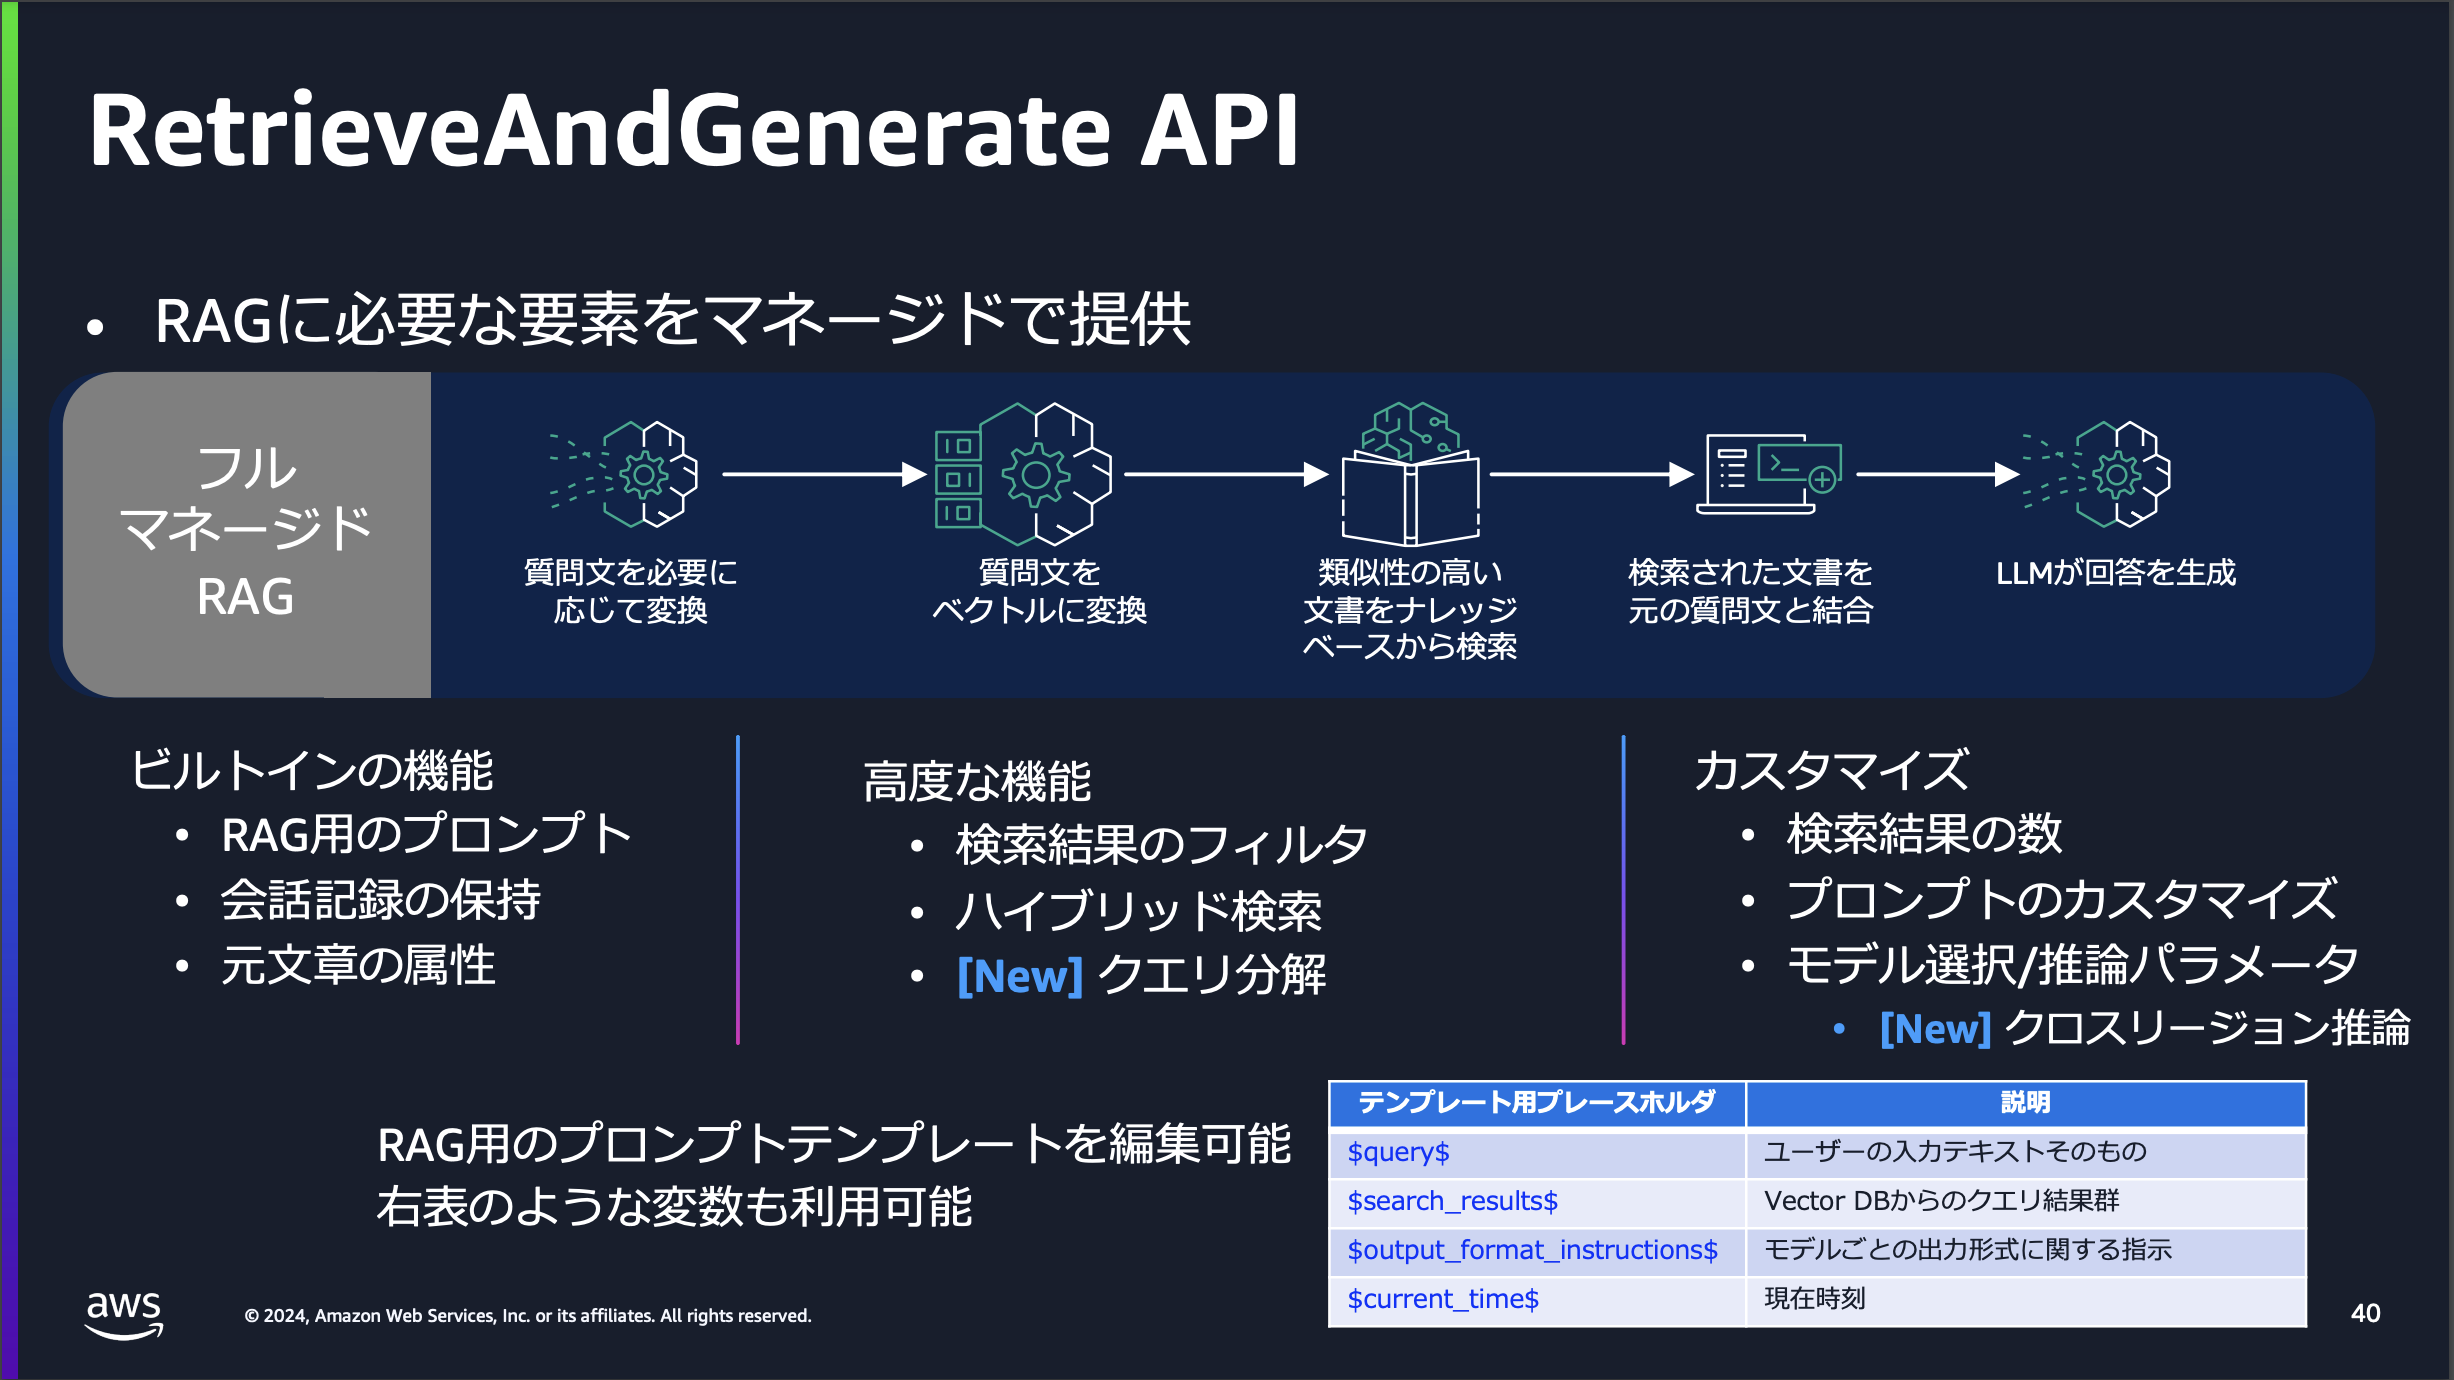 RetrieveAndGenerate API
• RAGに必要な要素をマネージドで提供
フル
マネージド
RAG
質問文を必要に
応じて変換
質問文を
ベクトルに変換
類似性の高い
文書をナレッジ
ベースから検索
検索された文書を
元の質問文と結合
LLMが回答を生成
ビルトインの機能
• RAG用のプロンプト
• 会話記録の保持
• 元文章の属性
高度な機能
• 検索結果のフィルタ
• ハイブリッド検索
• [New] クエリ分解
カスタマイズ
• 検索結果の数
• プロンプトのカスタマイズ
• モデル選択/推論パラメータ
• [New] クロスリージョン推論
RAG用のプロンプトテンプレートを編集可能
右表のような変数も利用可能
テンプレート用プレースホルダ 説明
$query$ ユーザーの入力テキストそのもの
$search_results$ Vector DBからのクエリ結果群
$output_format_instructions$ モデルごとの出力形式に関する指示
$current_time$ 現在時刻
aws
© 2024, Amazon Web Services, Inc. or its affiliates. All rights reserved.
40